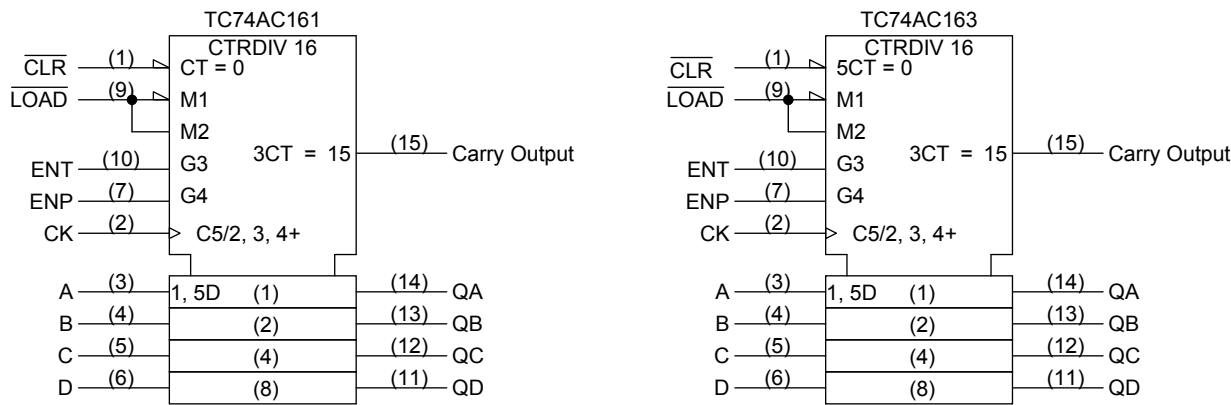 TC74AC161
CTRDIV 16
CLR (1) CT = 0
LOAD (9) M1
M2
3CT = 15 (15) Carry Output
ENT (10) G3
ENP (7) G4
CK (2) C5/2, 3, 4+
A (3) 1, 5D (1) (14) QA
B (4) (2) (13) QB
C (5) (4) (12) QC
D (6) (8) (11) QD
TC74AC163
CTRDIV 16
CLR (1) 5CT = 0
LOAD (9) M1
M2
3CT = 15 (15) Carry Output
ENT (10) G3
ENP (7) G4
CK (2) C5/2, 3, 4+
A (3) 1, 5D (1) (14) QA
B (4) (2) (13) QB
C (5) (4) (12) QC
D (6) (8) (11) QD